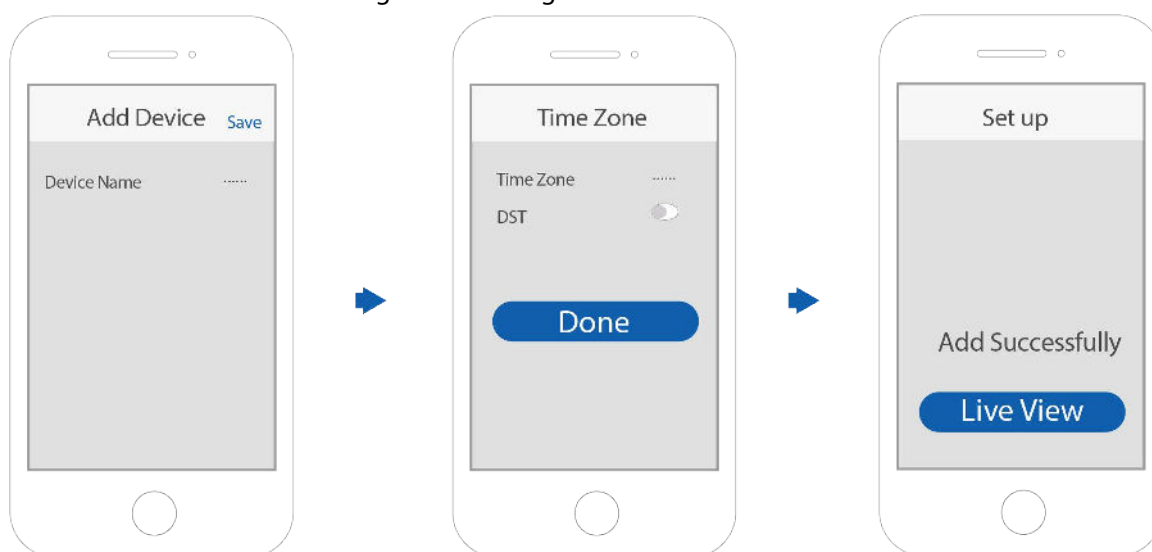 Add Device Save
Device Name ......
Time Zone
Time Zone ......
DST
Done
Set up
Add Successfully
Live View